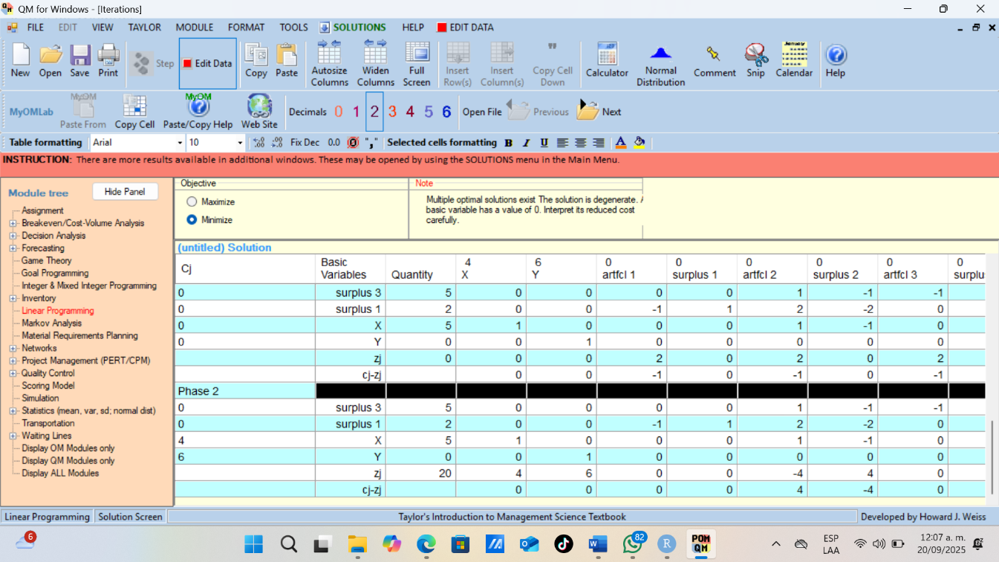 QM for Windows - [Iterations]
FILE EDIT VIEW TAYLOR MODULE FORMAT TOOLS SOLUTIONS HELP EDIT DATA
New Open Save Print Step Edit Data Copy Paste Autosize Columns Widen Columns Full Screen Insert Row(s) Insert Column(s) Copy Cell Down Calculator Normal Distribution Comment Snip Calendar Help
MyOMLab Paste From Copy Cell Paste/Copy Help Web Site Decimals 0 1 2 3 4 5 6 Open File Previous Next
Table formatting Arial 10 Fix Dec 0.0 "," Selected cells formatting B I U A
INSTRUCTION: There are more results available in additional windows. These may be opened by using the SOLUTIONS menu in the Main Menu.
Module tree
Hide Panel
Assignment
Breakeven/Cost-Volume Analysis
Decision Analysis
Forecasting
Game Theory
Goal Programming
Integer & Mixed Integer Programming
Inventory
Linear Programming
Markov Analysis
Material Requirements Planning
Networks
Project Management (PERT/CPM)
Quality Control
Scoring Model
Simulation
Statistics (mean, var, sd; normal dist)
Transportation
Waiting Lines
Display OM Modules only
Display QM Modules only
Display ALL Modules
Objective
Maximize
Minimize
Note
Multiple optimal solutions exist The solution is degenerate.
basic variable has a value of 0. Interpret its reduced cost
carefully.
(untitled) Solution
Cj Basic Variables Quantity 4 X 6 Y 0 artfcl 1 0 surplus 1 0 artfcl 2 0 surplus 2 0 artfcl 3 0 surplu
0 surplus 3 5 0 0 0 0 1 -1 -1
0 surplus 1 2 0 0 -1 1 2 -2 0
0 X 5 1 0 0 0 1 -1 0
0 Y 0 0 1 0 0 0 0 0
zj 0 0 0 2 0 2 0 2
cj-zj 0 0 -1 0 -1 0 -1
Phase 2
0 surplus 3 5 0 0 0 0 1 -1 -1
0 surplus 1 2 0 0 -1 1 2 -2 0
4 X 5 1 0 0 0 1 -1 0
6 Y 0 0 1 0 0 0 0 0
zj 20 4 6 0 0 -4 4 0
cj-zj 0 0 0 0 4 -4 0
Linear Programming Solution Screen Taylor's Introduction to Management Science Textbook Developed by Howard J. Weiss
6 82 POM QM ESP LAA 12:07 a. m. 20/09/2025